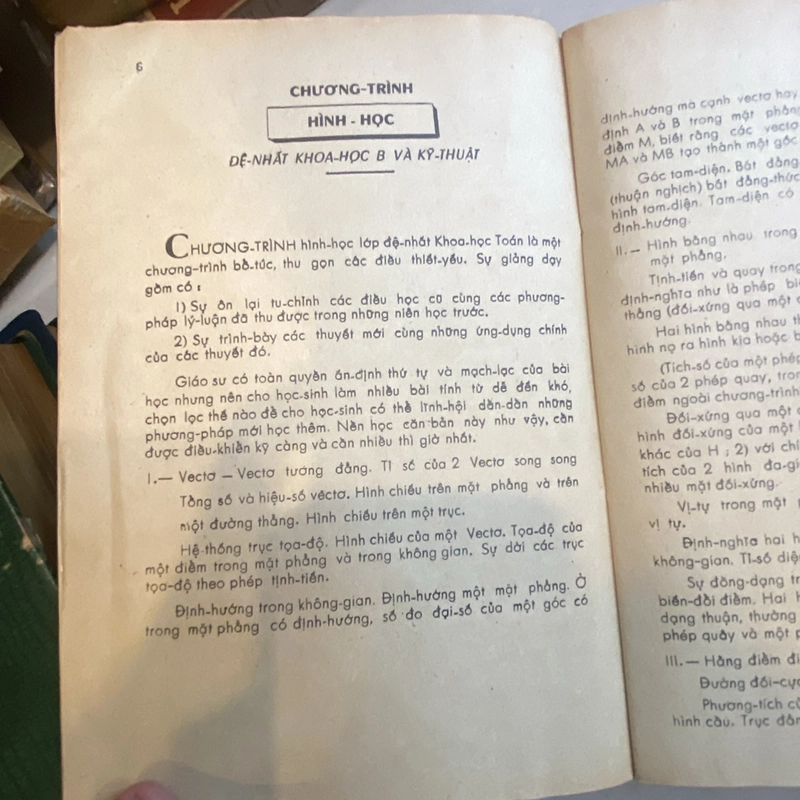 6
CHƯƠNG-TRÌNH
HÌNH - HỌC
DỆ-NHẤT KHOA-HỌC B VÀ KỸ-THUẬT
CHƯƠNG-TRÌNH hình-học lớp đệ-nhất Khoa-học Toán là một
chương-trình bồ-túc, thu gọn các điều thiết-yếu. Sự giảng dạy
gồm có :
1) Sự ôn lại tu-chỉnh các điều học cũ cùng các phương-
pháp lý-luận đã thu được trong những niên học trước.
2) Sự trình-bày các thuyết mới cùng những ứng-dụng chính
của các thuyết đó.
Giáo sư có toàn quyền ấn-định thứ tự và mạch-lạc của bài
học nhưng nên cho học-sinh làm nhiều bài tính từ dễ đến khó,
chọn lọc thế nào để cho học-sinh có thể lĩnh-hội dần-dần những
phương-pháp mới học thêm. Nền học căn bản này như vậy, cần
được điều-khiển kỹ càng và cần nhiều thì giờ nhất.
I.— Vectơ — Vectơ tương đẳng. Tỉ số của 2 Vectơ song song
Tổng số và hiệu-số véctơ. Hình chiếu trên mặt phẳng và trên
một đường thẳng. Hình chiếu trên một trục.
Hệ-thống trục tọa-độ. Hình chiếu của một Vectơ. Tọa-độ của
một điểm trong mặt phẳng và trong không-gian. Sự dời các trục
tọa-độ theo phép tịnh-tiến.
Định-hướng trong không-gian. Định-hướng một mặt phẳng. Ở
trong mặt phẳng có định-hướng, số đo đại-số của một góc có
định-hướng mà cạnh vectơ hay
định A và B trong mặt phẳng
điểm M, biết rằng các vectơ
MA và MB tạo thành một góc
Góc tam-diện. Bất đẳng
(thuận nghịch) bất đẳng-thức
hình tam-diện. Tam-diện có
định-hướng.
II.— Hình bằng nhau trong
mặt phẳng.
Tịnh-tiến và quay trong
định-nghĩa như là phép
thẳng (đối-xứng qua một
Hai hình bằng nhau
hình nọ ra hình kia hoặc
(Tích-số của một phép
số của 2 phép quay,
điểm ngoài chương-trình
Đối-xứng qua một
hình đối-xứng của một
khác của H ; 2) với
tích của 2 hình
nhiều mặt đối-xứng.
Vị-tự trong mặt
vị tự.
Định-nghĩa hai
không-gian. Tỉ-số
Sự đồng-dạng
biến-đổi điểm. Hai
dạng thuận, thường
phép quây và một
III.— Hàng điểm
Đường
Phương-tích
hình cầu. Trục